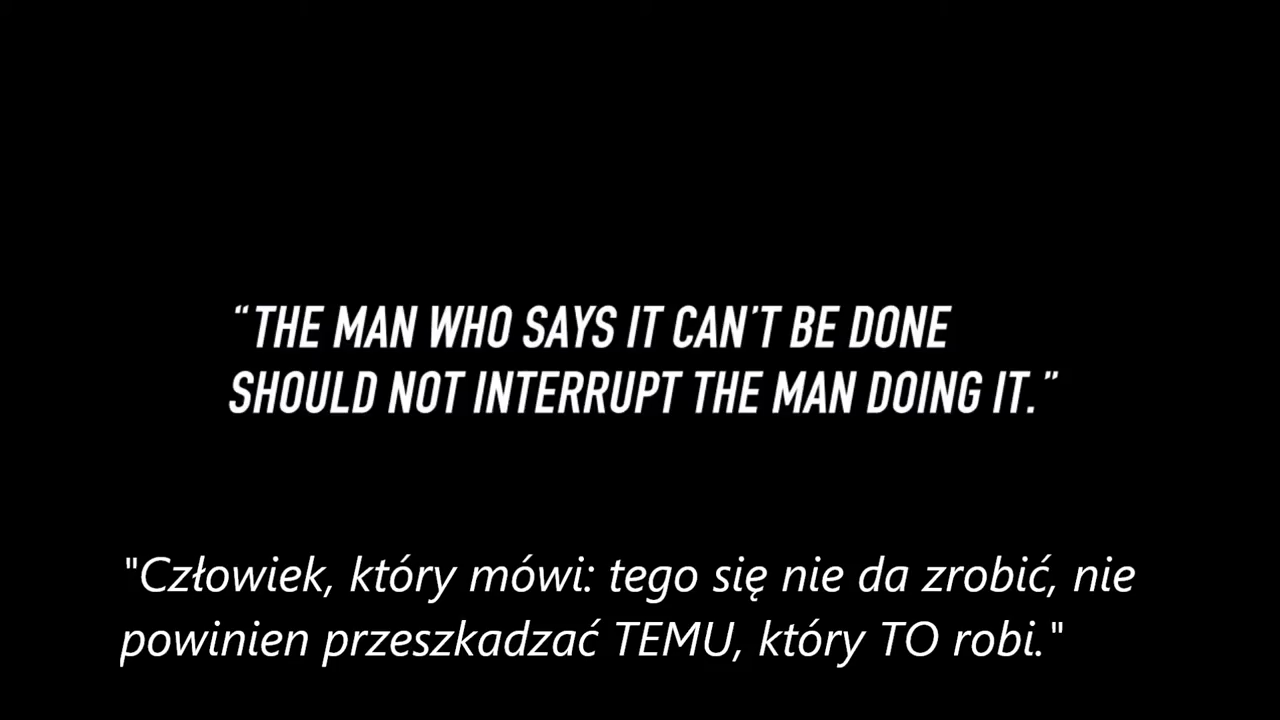 “THE MAN WHO SAYS IT CAN'T BE DONE
SHOULD NOT INTERRUPT THE MAN DOING IT.”
"Człowiek, który mówi: tego się nie da zrobić, nie
powinien przeszkadzać TEMU, który TO robi."